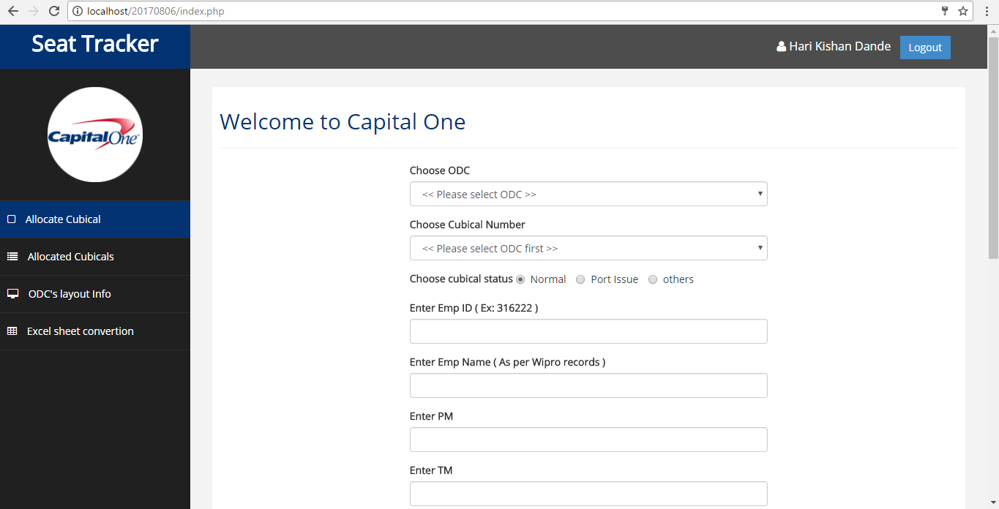 localhost/20170806/index.php
Seat Tracker
Hari Kishan Dande
Logout
CapitalOne
Welcome to Capital One
Allocate Cubical
Allocated Cubicals
ODC's layout Info
Excel sheet convertion
Choose ODC
<< Please select ODC >>
Choose Cubical Number
<< Please select ODC first >>
Choose cubical status Normal Port Issue others
Enter Emp ID ( Ex: 316222 )
Enter Emp Name ( As per Wipro records )
Enter PM
Enter TM